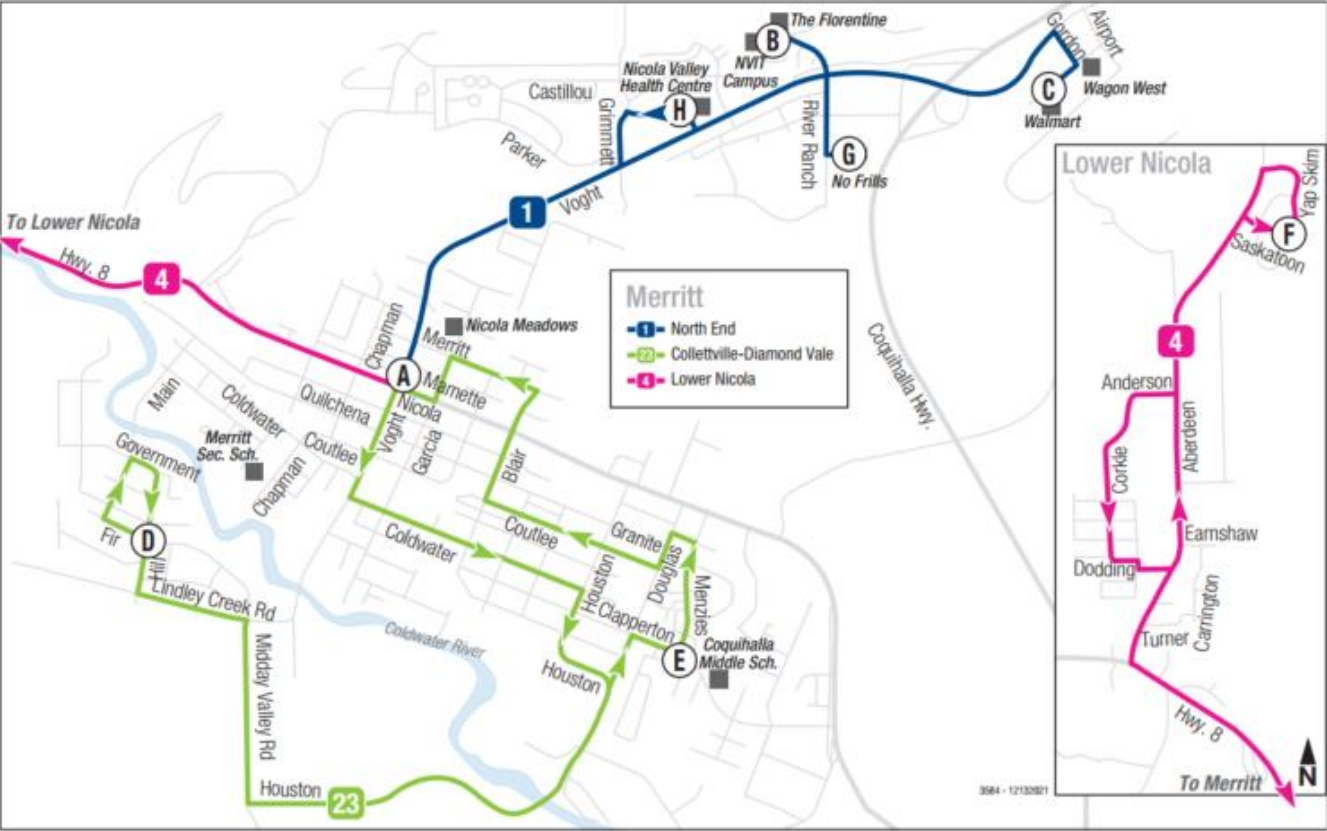 The Florentine
B
NVIT
Campus
Gordon
Airport
Nicola Valley
Health Centre
Castillou
H
Wagon West
C
Walmart
Grimmett
Parker
River Ranch
G
No Frills
Voght
1
Lower Nicola
Yap Skim
F
Saskatoon
To Lower Nicola
Hwy. 8
4
Merritt
1 North End
23 Collettville-Diamond Vale
4 Lower Nicola
Chapman
Nicola Meadows
Merritt
A
Mamette
Nicola
Coquihalla Hwy.
4
Anderson
Aberdeen
Corkle
Earnshaw
Dodding
Carrington
Turner
Hwy. 8
To Merritt
N
Main
Coldwater
Quilchena
Coutlee
Voght
Garcia
Merritt
Sec. Sch.
Chapman
Government
Blair
Fir
D
Hill
Lindley Creek Rd
Coldwater
Coutlee
Granite
Houston
Douglas
Menzies
Clapperton
E
Coquihalla
Middle Sch.
Coldwater River
Houston
Midday Valley Rd
Houston
23
3584 - 12132021